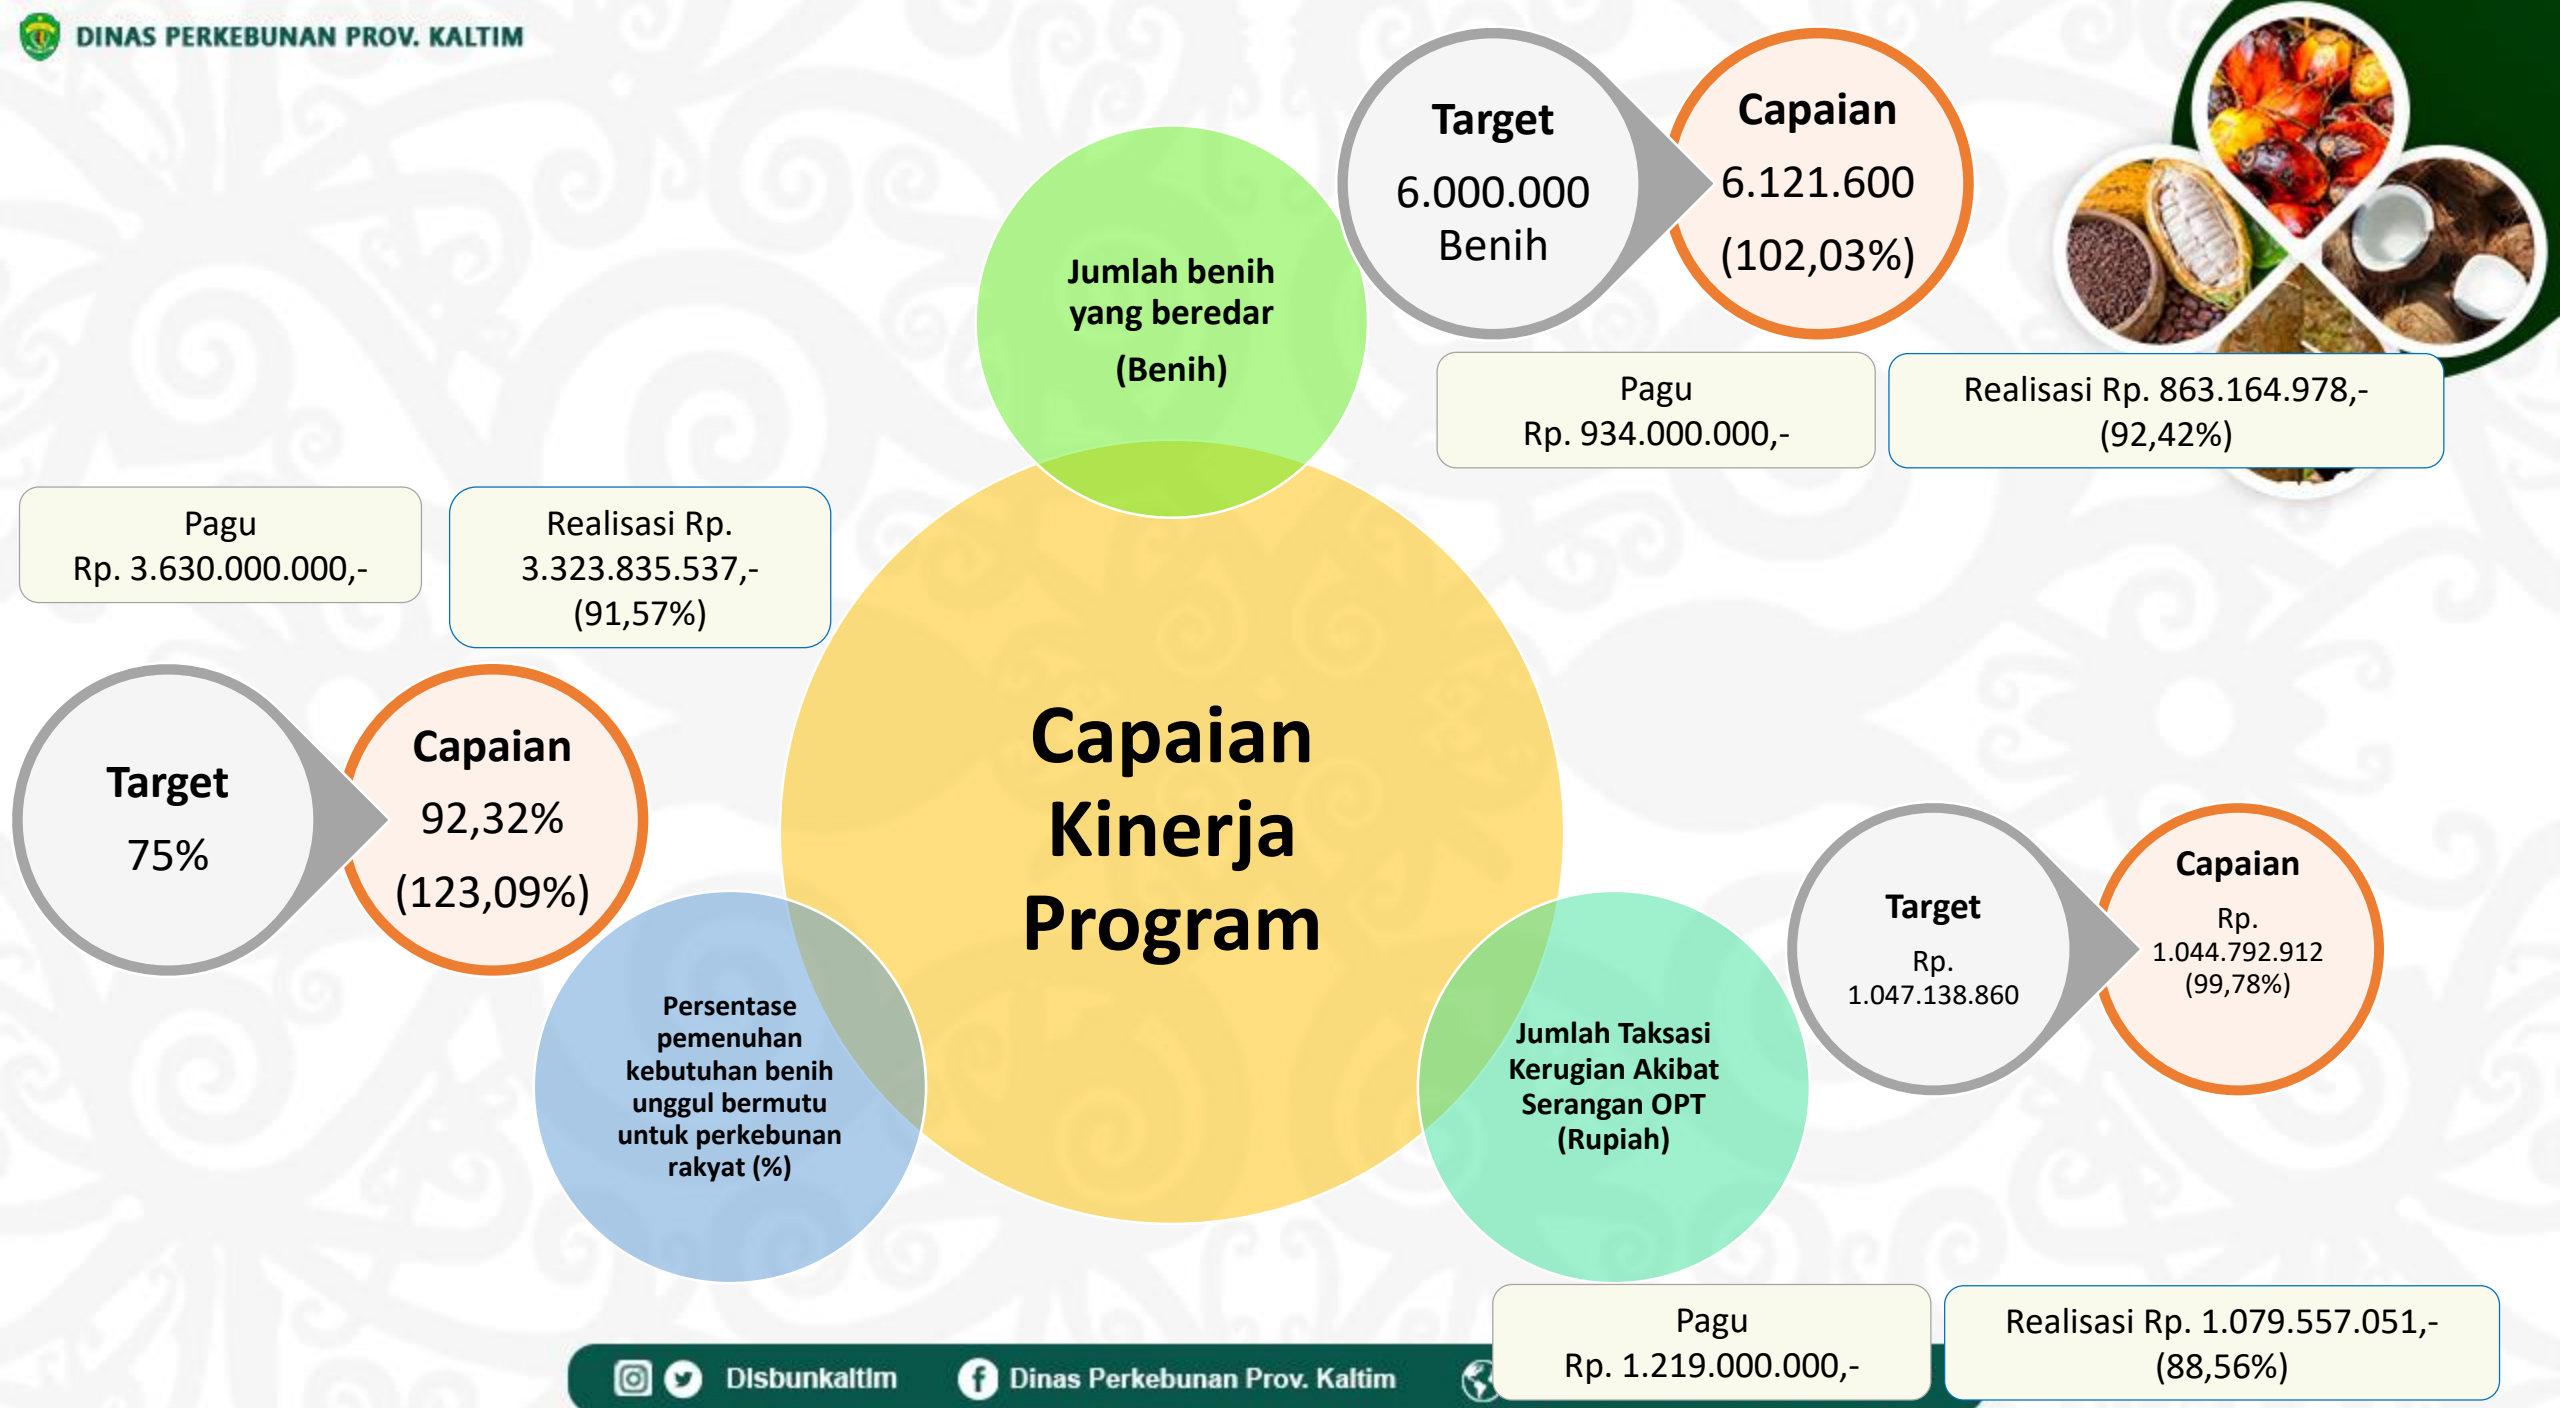 DINAS PERKEBUNAN PROV. KALTIM
Target
6.000.000
Benih
Capaian
6.121.600
(102,03%)
Jumlah benih
yang beredar
(Benih)
Pagu
Rp. 934.000.000,-
Realisasi Rp. 863.164.978,-
(92,42%)
Pagu
Rp. 3.630.000.000,-
Realisasi Rp.
3.323.835.537,-
(91,57%)
Target
75%
Capaian
92,32%
(123,09%)
Capaian
Kinerja
Program
Persentase
pemenuhan
kebutuhan benih
unggul bermutu
untuk perkebunan
rakyat (%)
Jumlah Taksasi
Kerugian Akibat
Serangan OPT
(Rupiah)
Target
Rp.
1.047.138.860
Capaian
Rp.
1.044.792.912
(99,78%)
Pagu
Rp. 1.219.000.000,-
Realisasi Rp. 1.079.557.051,-
(88,56%)
Disbunkaltim
Dinas Perkebunan Prov. Kaltim